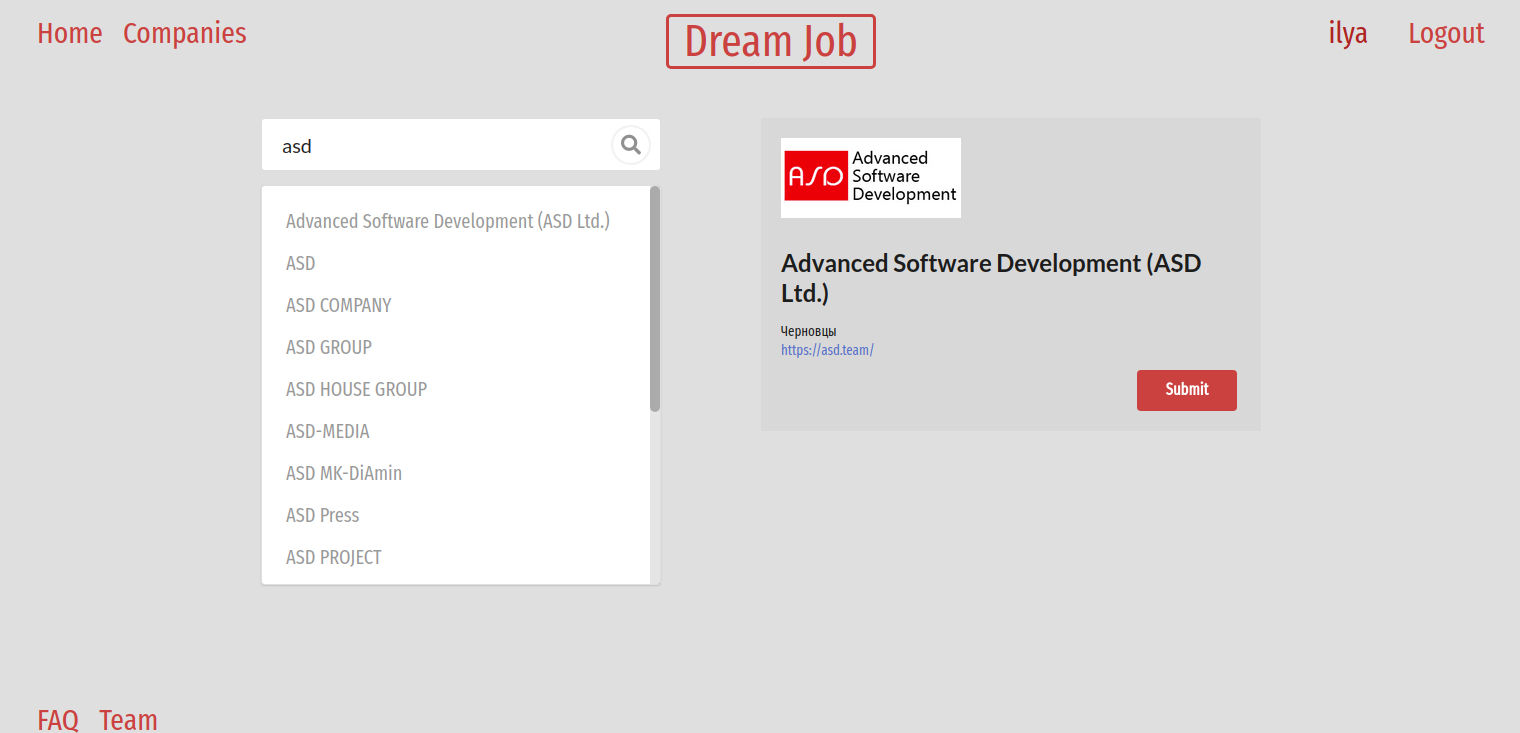 Home Companies Dream Job ilya Logout
asd
Advanced Software Development (ASD Ltd.)
ASD
ASD COMPANY
ASD GROUP
ASD HOUSE GROUP
ASD-MEDIA
ASD MK-DiAmin
ASD Press
ASD PROJECT
ASD
Advanced
Software
Development
Advanced Software Development (ASD
Ltd.)
Черновцы
https://asd.team/
Submit
FAQ Team